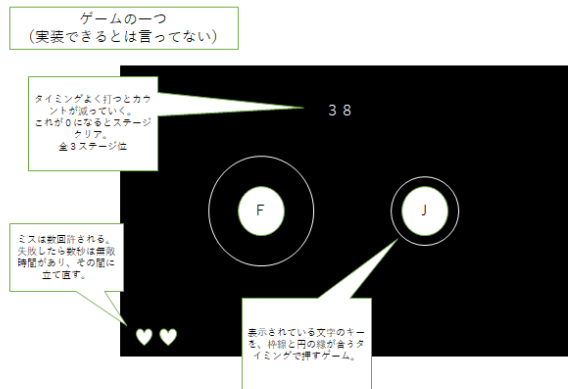 ゲームの一つ
(実装できるとは言ってない)
タイミングよく打つとカウ
ントが減っていく。
これが０になるとステージ
クリア。
全３ステージ位
３８
F
J
ミスは数回許される。
失敗したら数秒は無敵
時間があり、その間に
立て直す。
表示されている文字のキー
を、枠線と円の線が合うタ
イミングで押すゲーム。